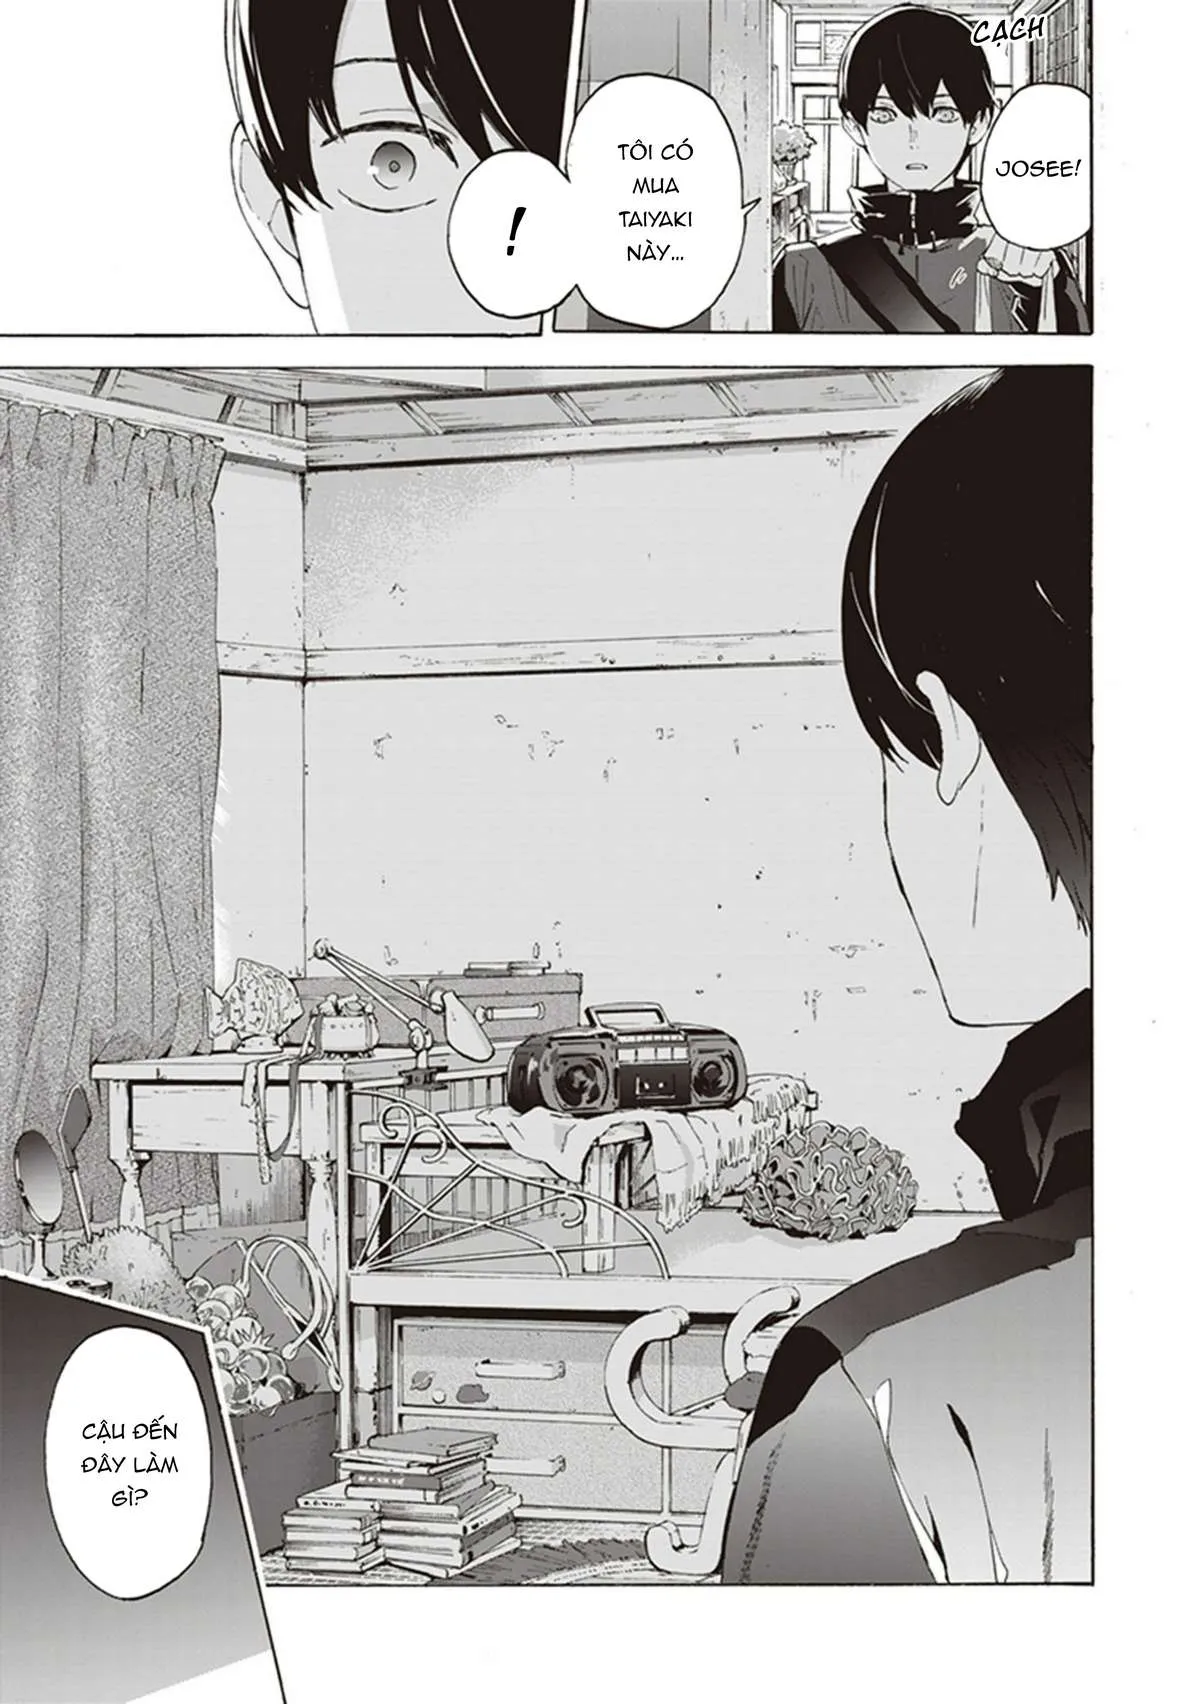 CẠCH
JOSEE!
TÔI CÓ
MUA
TAIYAKI
NÀY...
!
CẬU ĐẾN
ĐÂY LÀM
GÌ?